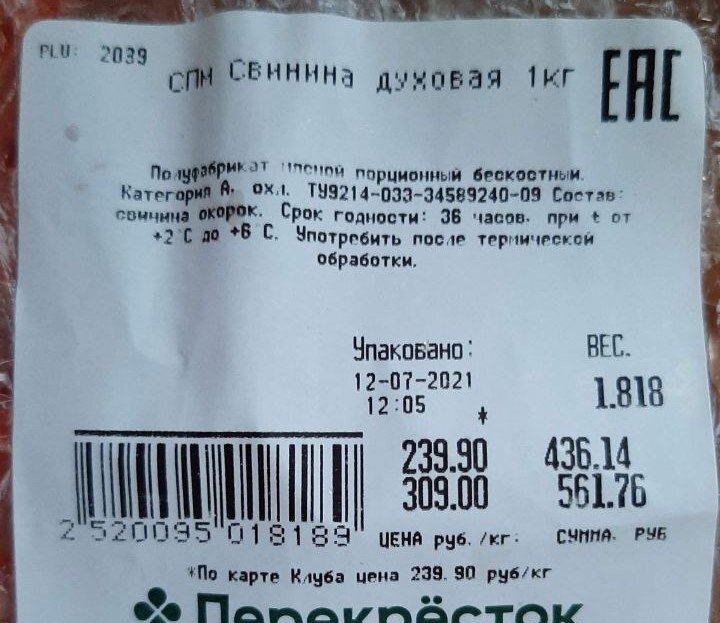 PLU: 2039
СПН Свинина духовая 1кг
EAC
Полуфабрикат мясной порционный бескостный.
Категория А. охл. ТУ9214-033-34589240-09 Состав:
свинина окорок. Срок годности: 36 часов. при t от
+2°С до +6 С. Употребить после термической
обработки.
Упаковано: ВЕС.
12-07-2021 1.818
12:05 *
239.90 436.14
309.00 561.76
2 520095 018189 ЦЕНА руб. /кг: СУММА. РУБ
*По карте Клуба цена 239. 90 руб/кг
Перекрёсток